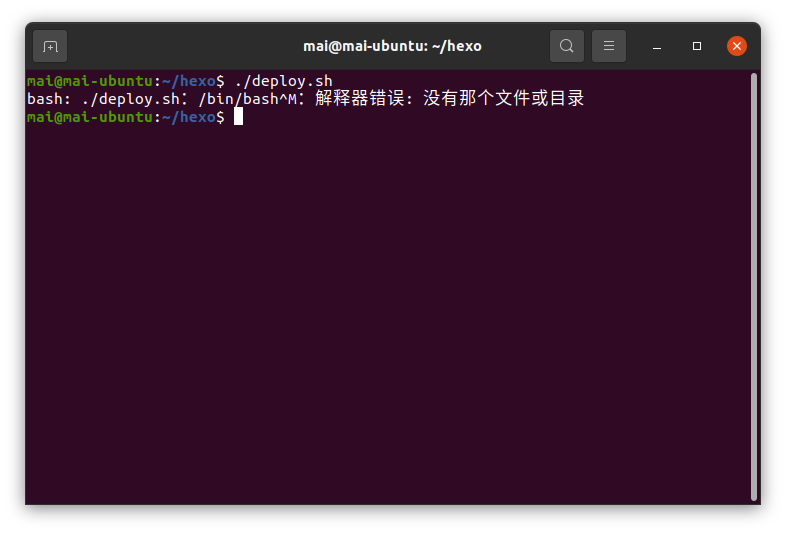 mai@mai-ubuntu: ~/hexo
mai@mai-ubuntu:~/hexo$ ./deploy.sh
bash: ./deploy.sh：/bin/bash^M：解释器错误: 没有那个文件或目录
mai@mai-ubuntu:~/hexo$